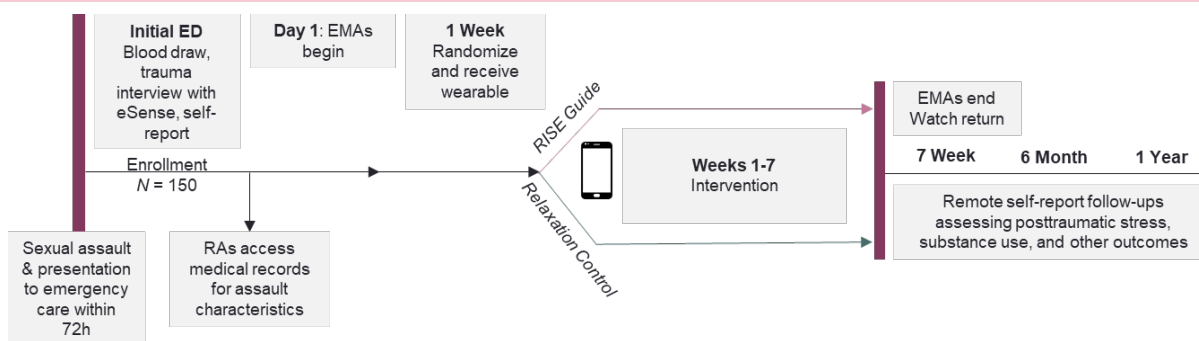 Initial ED
Blood draw,
trauma
interview with
eSense, self-
report
Day 1: EMAs
begin
1 Week
Randomize
and receive
wearable
Enrollment
N = 150
Sexual assault
& presentation
to emergency
care within
72h
RAs access
medical records
for assault
characteristics
RISE Guide
Relaxation Control
Weeks 1-7
Intervention
EMAs end
Watch return
7 Week 6 Month 1 Year
Remote self-report follow-ups
assessing posttraumatic stress,
substance use, and other outcomes